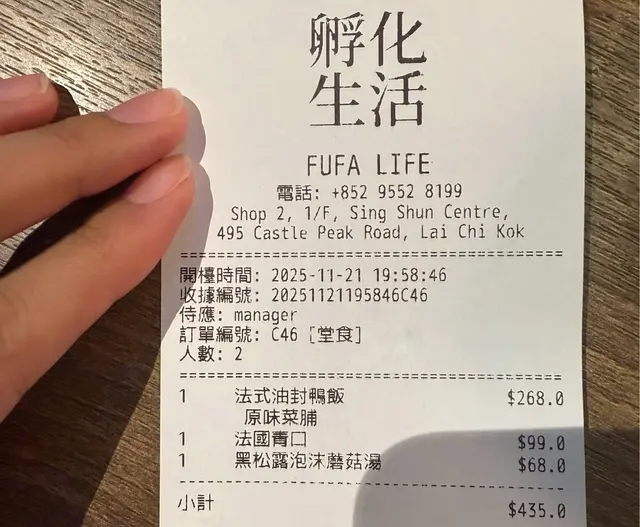 孵化
生活
FUFA LIFE
電話: +852 9552 8199
Shop 2, 1/F, Sing Shun Centre,
495 Castle Peak Road, Lai Chi Kok
==================================================
開檯時間: 2025-11-21 19:58:46
收據編號: 20251121195846C46
侍應: manager
訂單編號: C46 [堂食]
人數: 2
==================================================
1 法式油封鴨飯 $268.0
原味菜脯
1 法國青口 $99.0
1 黑松露泡沫蘑菇湯 $68.0
--------------------------------------------------
小計 $435.0